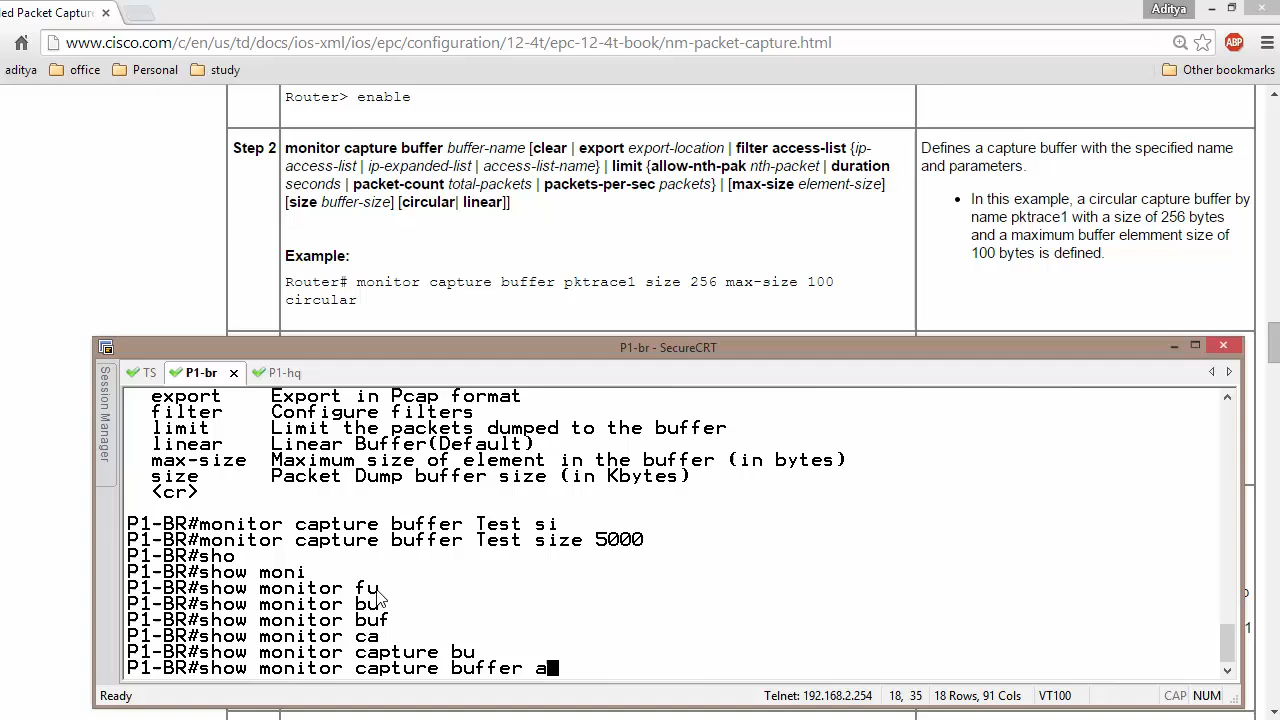 led Packet Captur
Aditya
www.cisco.com/c/en/us/td/docs/ios-xml/ios/epc/configuration/12-4t/epc-12-4t-book/nm-packet-capture.html
ABP
aditya office Personal study Other bookmarks
Router> enable
Step 2
monitor capture buffer buffer-name [clear | export export-location | filter access-list {ip-
access-list | ip-expanded-list | access-list-name} | limit {allow-nth-pak nth-packet | duration
seconds | packet-count total-packets | packets-per-sec packets} | [max-size element-size]
[size buffer-size] [circular| linear]]
Example:
Router# monitor capture buffer pktrace1 size 256 max-size 100
circular
Defines a capture buffer with the specified name
and parameters.
• In this example, a circular capture buffer by
name pktrace1 with a size of 256 bytes
and a maximum buffer elemment size of
100 bytes is defined.
P1-br - SecureCRT
TS P1-br P1-hq
Session Manager
export Export in Pcap format
filter Configure filters
limit Limit the packets dumped to the buffer
linear Linear Buffer(Default)
max-size Maximum size of element in the buffer (in bytes)
size Packet Dump buffer size (in Kbytes)
<cr>
P1-BR#monitor capture buffer Test si
P1-BR#monitor capture buffer Test size 5000
P1-BR#sho
P1-BR#show moni
P1-BR#show monitor fu
P1-BR#show monitor bu
P1-BR#show monitor buf
P1-BR#show monitor ca
P1-BR#show monitor capture bu
P1-BR#show monitor capture buffer a
Ready Telnet: 192.168.2.254 18, 35 18 Rows, 91 Cols VT100 CAP NUM